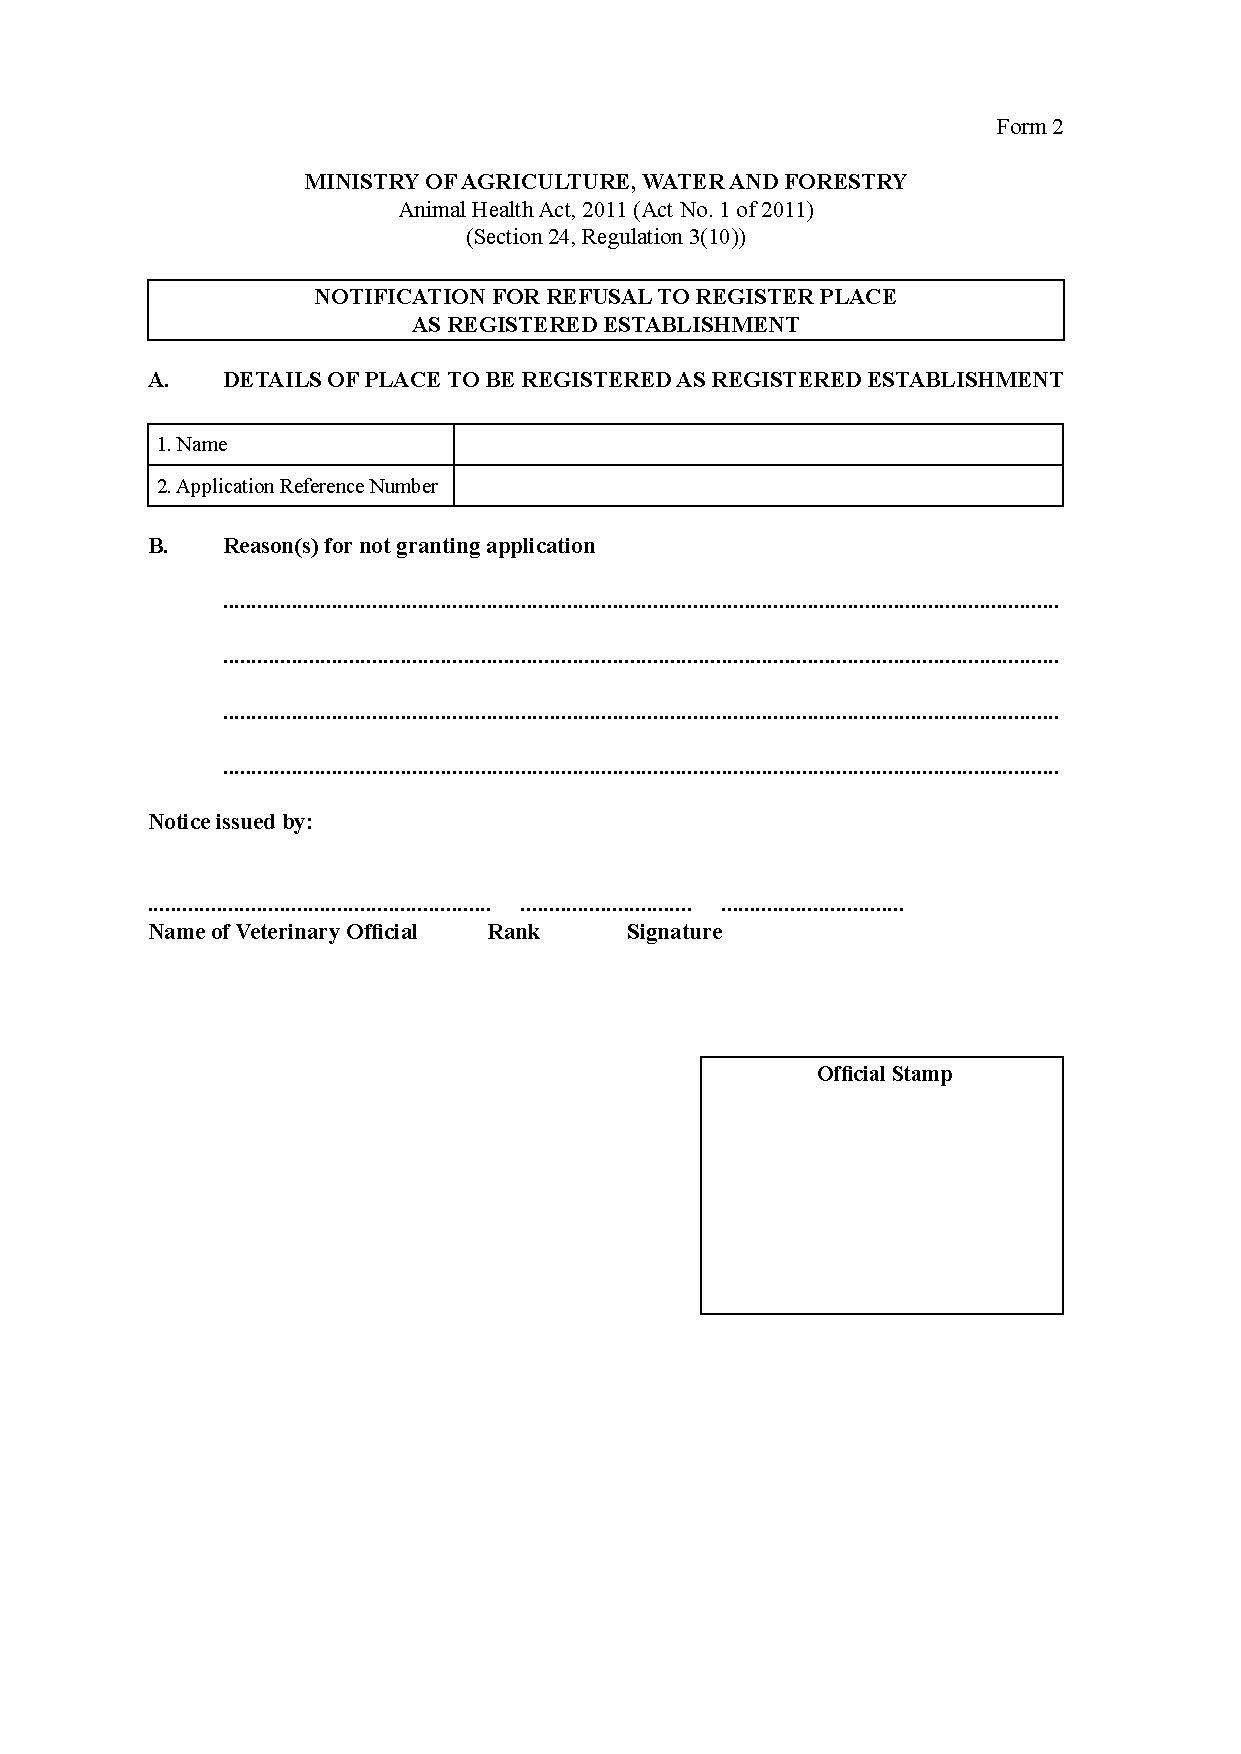 Form 2
MINISTRY OF AGRICULTURE, WATER AND FORESTRY
Animal Health Act, 2011 (Act No. 1 of 2011)
(Section 24, Regulation 3(10))
NOTIFICATION FOR REFUSAL TO REGISTER PLACE
AS REGISTERED ESTABLISHMENT
A. DETAILS OF PLACE TO BE REGISTERED AS REGISTERED ESTABLISHMENT
1. Name
2. Application Reference Number
B. Reason(s) for not granting application
Notice issued by:
Name of Veterinary Official Rank Signature
Official Stamp